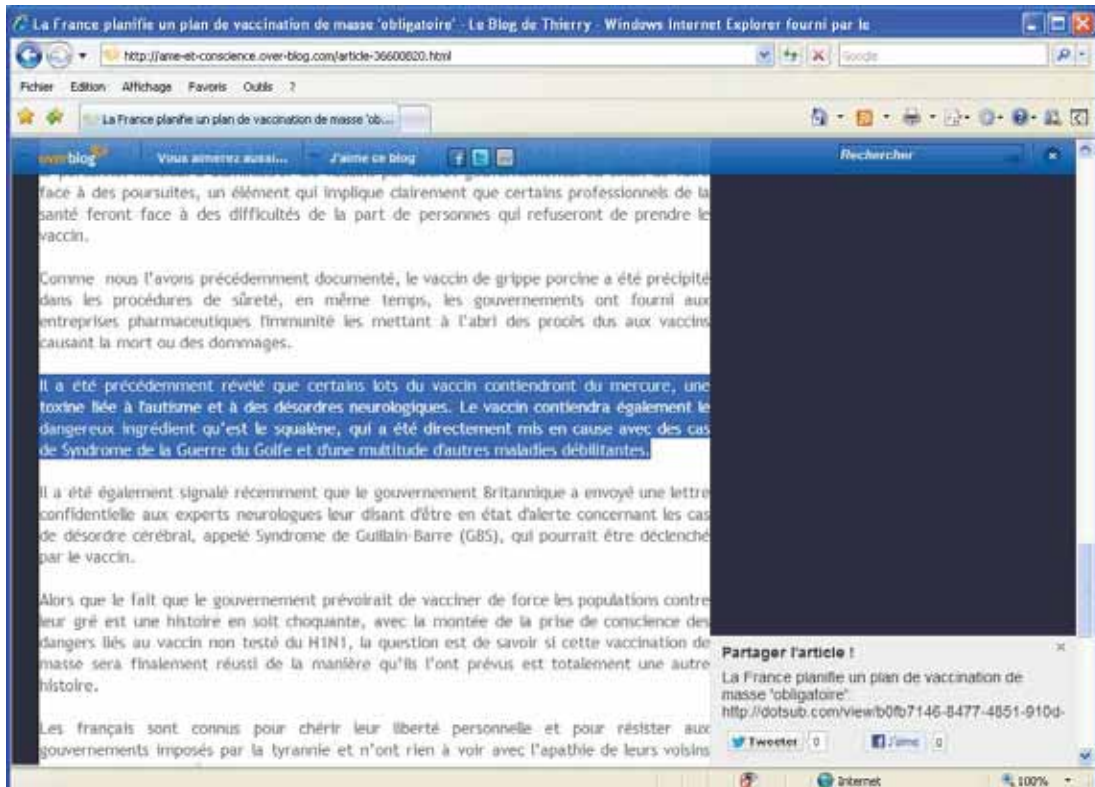 La France planifie un plan de vaccination de masse 'obligatoire' - Le Blog de Thierry - Windows Internet Explorer fourni par le
http://ame-et-conscience.over-blog.com/article-36600820.html
Google
Fichier Edition Affichage Favoris Outils ?
La France planifie un plan de vaccination de masse 'ob...
overblog Vous aimerez aussi... J'aime ce blog Rechercher
face à des poursuites, un élément qui implique clairement que certains professionnels de la
santé feront face à des difficultés de la part de personnes qui refuseront de prendre le
vaccin.
Comme nous l'avons précédemment documenté, le vaccin de grippe porcine a été précipité
dans les procédures de sûreté, en même temps, les gouvernements ont fourni aux
entreprises pharmaceutiques l'immunité les mettant à l'abri des procès dus aux vaccins
causant la mort ou des dommages.
Il a été précédemment révélé que certains lots du vaccin contiendront du mercure, une
toxine liée à l'autisme et à des désordres neurologiques. Le vaccin contiendra également le
dangereux ingrédient qu'est le squalène, qui a été directement mis en cause avec des cas
de Syndrome de la Guerre du Golfe et d'une multitude d'autres maladies débilitantes.
Il a été également signalé récemment que le gouvernement Britannique a envoyé une lettre
confidentielle aux experts neurologues leur disant d'être en état d'alerte concernant les cas
de désordre cérébral, appelé Syndrome de Guillain-Barre (GBS), qui pourrait être déclenché
par le vaccin.
Alors que le fait que le gouvernement prévoirait de vacciner de force les populations contre
leur gré est une histoire en soit choquante, avec la montée de la prise de conscience des
dangers liés au vaccin non testé du H1N1, la question est de savoir si cette vaccination de
masse sera finalement réussi de la manière qu'ils l'ont prévus est totalement une autre
histoire.
Les français sont connus pour chérir leur liberté personnelle et pour résister aux
gouvernements imposés par la tyrannie et n'ont rien à voir avec l'apathie de leurs voisins
Partager l'article !
La France planifie un plan de vaccination de
masse 'obligatoire'
http://dotsub.com/view/b0fb7146-8477-4851-910d-
Tweeter 0 J'aime 0
Internet 100%